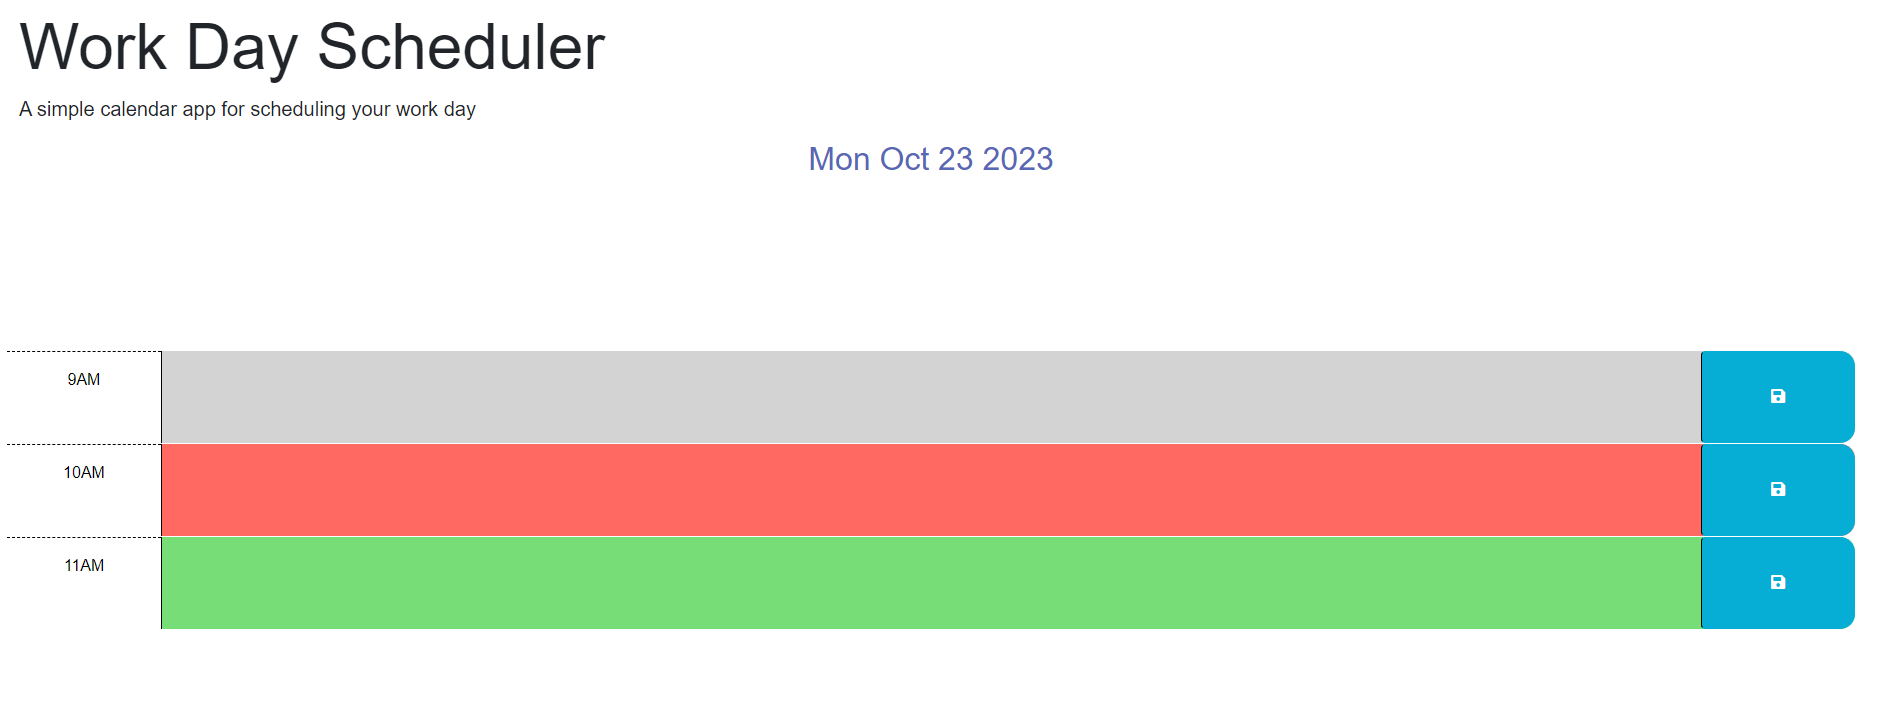 Work Day Scheduler
A simple calendar app for scheduling your work day
Mon Oct 23 2023
9AM
10AM
11AM